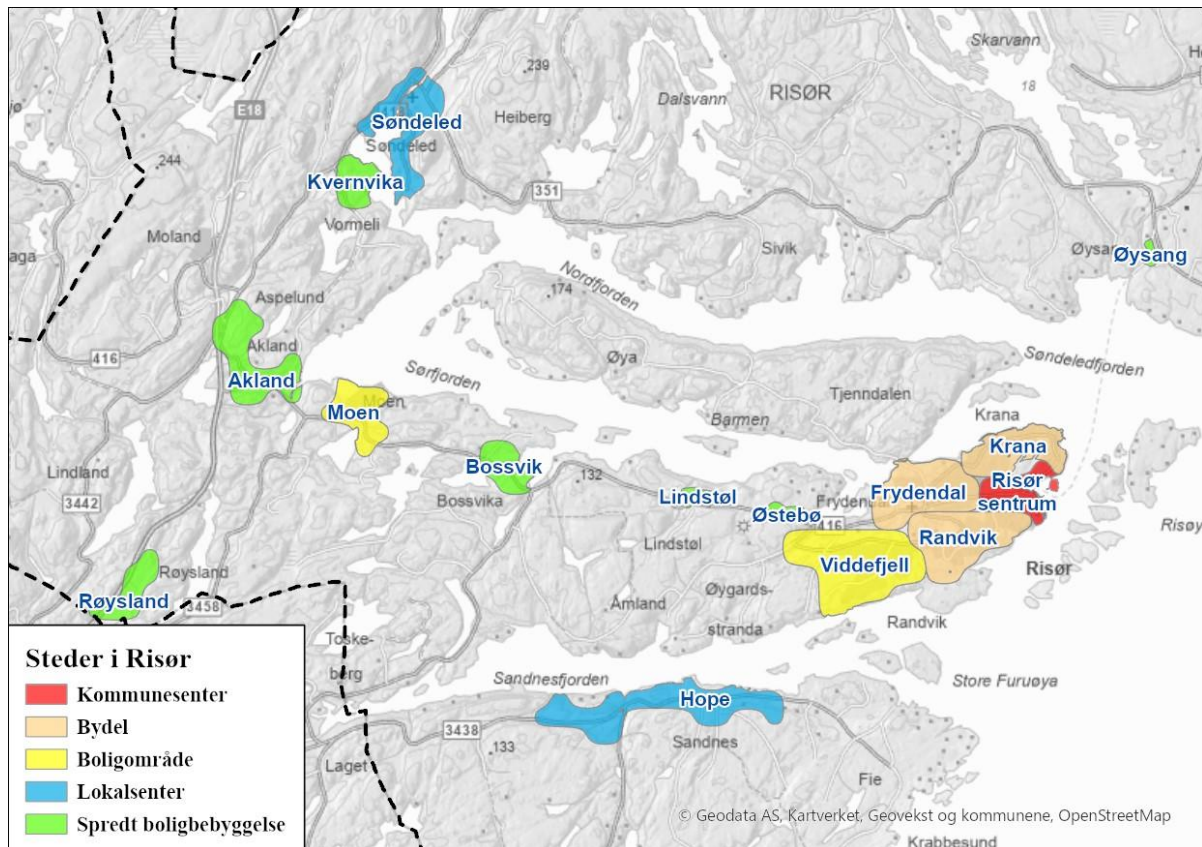 Skarvann
239
18
Dalsvann
RISØR
E18
Søndeled
Heiberg
Søndeled
244
Kvernvika
351
Vormeli
Moland
Sivik
Øysang
Nordfjorden
174
Aspelund
416
Akland
Øya
Søndeledfjorden
Sørfjorden
Akland
Tjenndalen
Moen
Moen
Barmen
Krana
Krana
Lindland
Bossvik
132
Risør
sentrum
3442
Bossvika
Lindstøl
Frydendal
Østebø
416
Risøy
Lindstøl
Randvik
Viddefjell
Risør
Røysland
Øygards-
stranda
Åmland
Røysland
3458
Randvik
Toske-
berg
Sandnesfjorden
Store Furuøya
Hope
3438
Sandnes
133
Laget
Fie
Krabbesund
Steder i Risør
Kommunesenter
Bydel
Boligområde
Lokalsenter
Spredt boligbebyggelse
© Geodata AS, Kartverket, Geovekst og kommunene, OpenStreetMap